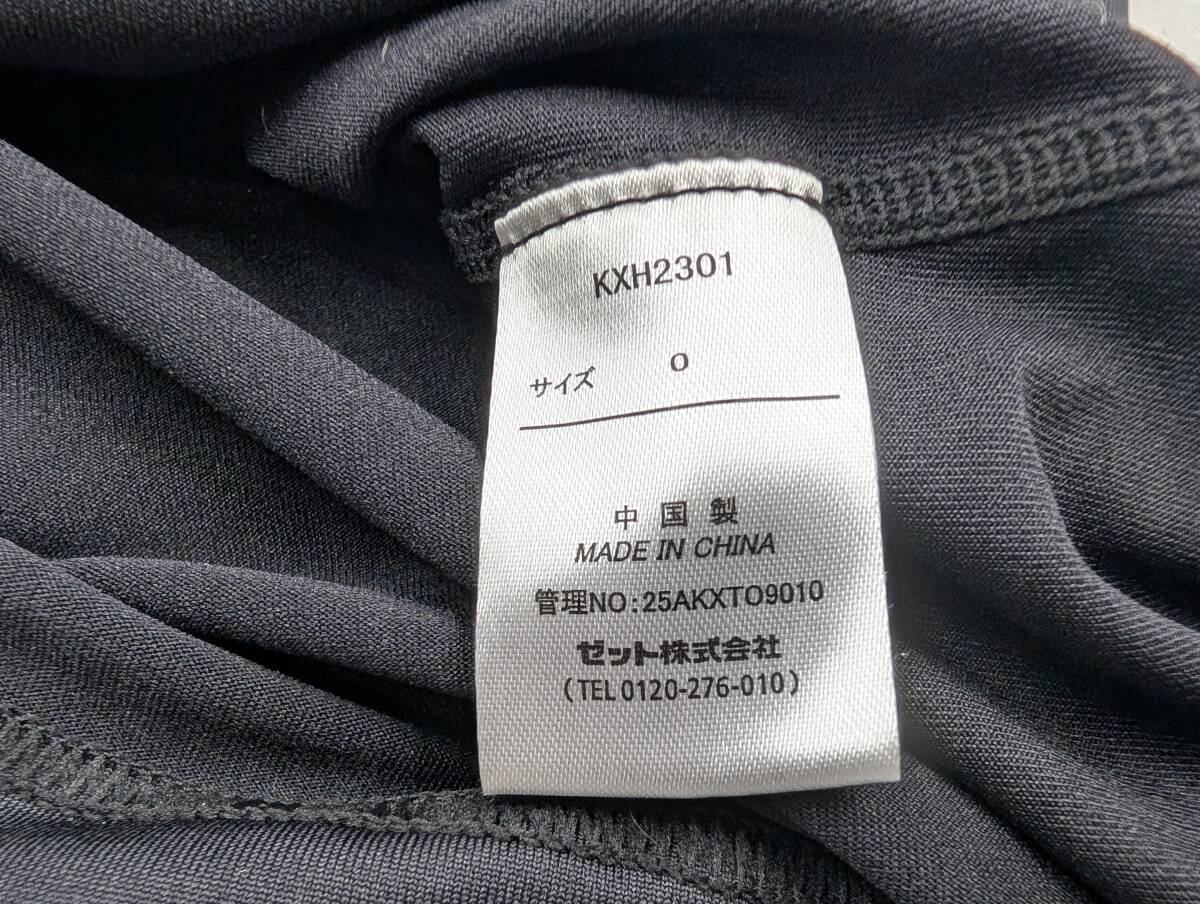 KXH2301
サイズ O
中国製
MADE IN CHINA
管理NO:25AKXTO9010
ゼット株式会社
(TEL 0120-276-010)